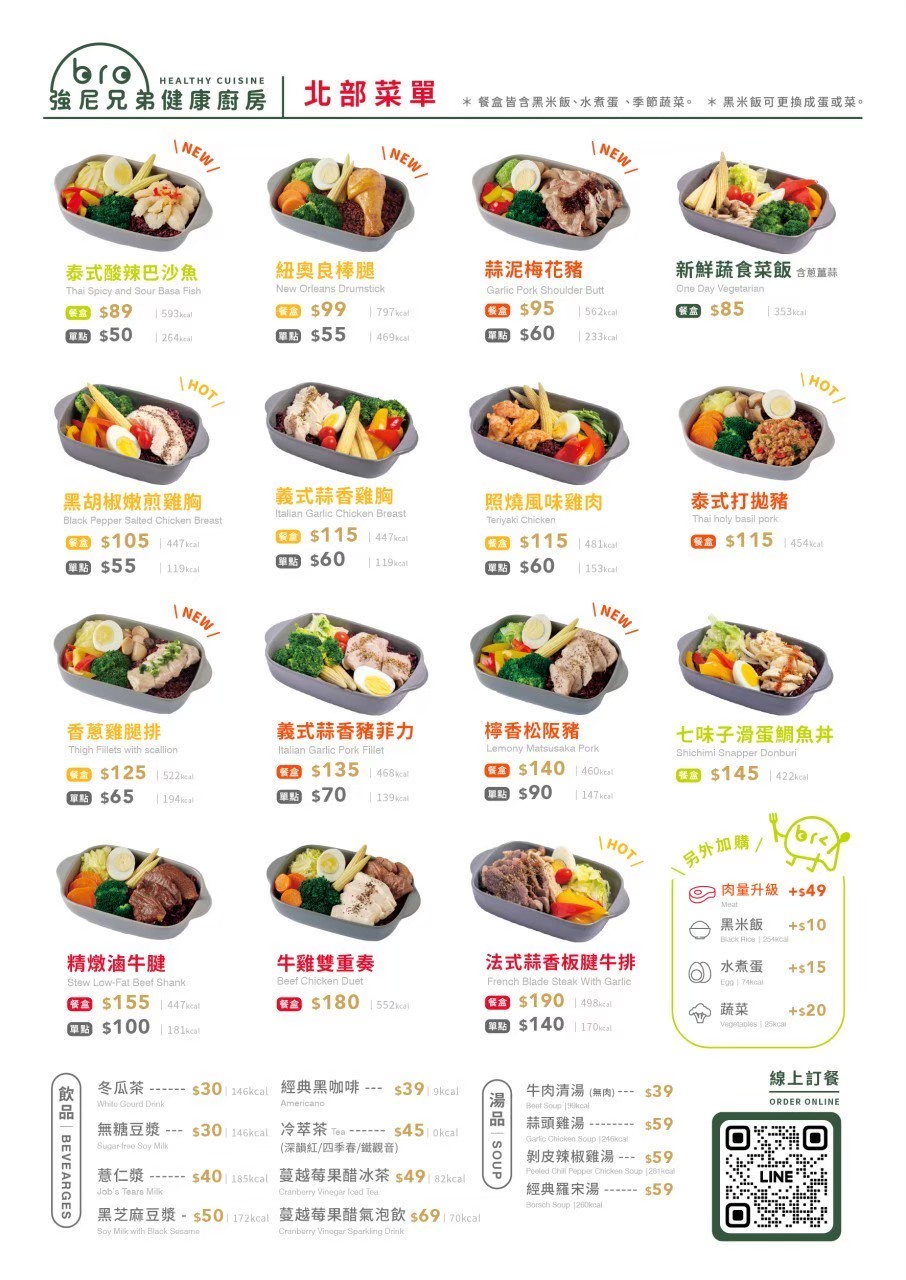 bro
HEALTHY CUISINE
強尼兄弟健康廚房
北部菜單
＊ 餐盒皆含黑米飯、水煮蛋 、季節蔬菜。 ＊ 黑米飯可更換成蛋或菜。
NEW
泰式酸辣巴沙魚
Thai Spicy and Sour Basa Fish
餐盒 $89 | 593kcal
單點 $50 | 264kcal
NEW
紐奧良棒腿
New Orleans Drumstick
餐盒 $99 | 797kcal
單點 $55 | 469kcal
NEW
蒜泥梅花豬
Garlic Pork Shoulder Butt
餐盒 $95 | 562kcal
單點 $60 | 233kcal
新鮮蔬食菜飯 含蔥薑蒜
One Day Vegetarian
餐盒 $85 | 353kcal
HOT
黑胡椒嫩煎雞胸
Black Pepper Salted Chicken Breast
餐盒 $105 | 447kcal
單點 $55 | 119kcal
義式蒜香雞胸
Italian Garlic Chicken Breast
餐盒 $115 | 447kcal
單點 $60 | 119kcal
照燒風味雞肉
Teriyaki Chicken
餐盒 $115 | 481kcal
單點 $60 | 153kcal
HOT
泰式打拋豬
Thai holy basil pork
餐盒 $115 | 454kcal
NEW
香蔥雞腿排
Thigh Fillets with scallion
餐盒 $125 | 522kcal
單點 $65 | 194kcal
義式蒜香豬菲力
Italian Garlic Pork Fillet
餐盒 $135 | 468kcal
單點 $70 | 139kcal
NEW
檸香松阪豬
Lemony Matsusaka Pork
餐盒 $140 | 460kcal
單點 $90 | 147kcal
七味子滑蛋鯛魚丼
Shichimi Snapper Donburi
餐盒 $145 | 422kcal
精燉滷牛腱
Stew Low-Fat Beef Shank
餐盒 $155 | 447kcal
單點 $100 | 181kcal
牛雞雙重奏
Beef Chicken Duet
餐盒 $180 | 552kcal
HOT
法式蒜香板腱牛排
French Blade Steak With Garlic
餐盒 $190 | 498kcal
單點 $140 | 170kcal
另外加購
bro
肉量升級 +$49
Meat
黑米飯 +$10
Black Rice | 254kcal
水煮蛋 +$15
Egg | 74kcal
蔬菜 +$20
Vegetables | 25kcal
飲品 | BEVEARGES
冬瓜茶 ------ $30 | 146kcal
White Gourd Drink
無糖豆漿 --- $30 | 146kcal
Sugar-free Soy Milk
薏仁漿 ------ $40 | 185kcal
Job's Tears Milk
黑芝麻豆漿 - $50 | 172kcal
Soy Milk with Black Sesame
經典黑咖啡 --- $39 | 9kcal
Americano
冷萃茶 Tea ------ $45 | 0kcal
(深韻紅/四季春/鐵觀音)
蔓越莓果醋冰茶 $49 | 82kcal
Cranberry Vinegar Iced Tea
蔓越莓果醋氣泡飲 $69 | 70kcal
Cranberry Vinegar Sparkling Drink
湯品 | SOUP
牛肉清湯 (無肉) --- $39
Beef Soup |99kcal
蒜頭雞湯 -------- $59
Garlic Chicken Soup |246kcal
剝皮辣椒雞湯 --- $59
Peeled Chili Pepper Chicken Soup |281kcal
經典羅宋湯 ------ $59
Borsch Soup |260kcal
線上訂餐
ORDER ONLINE
LINE